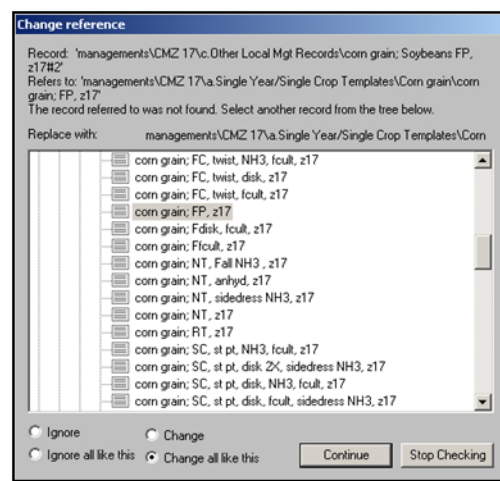 Change reference
Record: 'managements\CMZ 17\c.Other Local Mgt Records\corn grain; Soybeans FP,
z17#2'
Refers to: 'managements\CMZ 17\a.Single Year/Single Crop Templates\Corn grain\corn
grain; FP, z17'
The record referred to was not found. Select another record from the tree below.
Replace with: managements\CMZ 17\a.Single Year/Single Crop Templates\Corn
corn grain; FC, twist, NH3, fcult, z17
corn grain; FC, twist, disk, z17
corn grain; FC, twist, fcult, z17
corn grain; FP, z17
corn grain; Fdisk, fcult, z17
corn grain; Ffcult, z17
corn grain; NT, Fall NH3 , z17
corn grain; NT, anhyd, z17
corn grain; NT, sidedress NH3, z17
corn grain; NT, z17
corn grain; RT, z17
corn grain; SC, st pt, NH3, fcult, z17
corn grain; SC, st pt, disk 2X, sidedress NH3, z17
corn grain; SC, st pt, disk, NH3, fcult, z17
corn grain; SC, st pt, disk, fcult, sidedress NH3, z17
Ignore Change
Ignore all like this Change all like this Continue Stop Checking